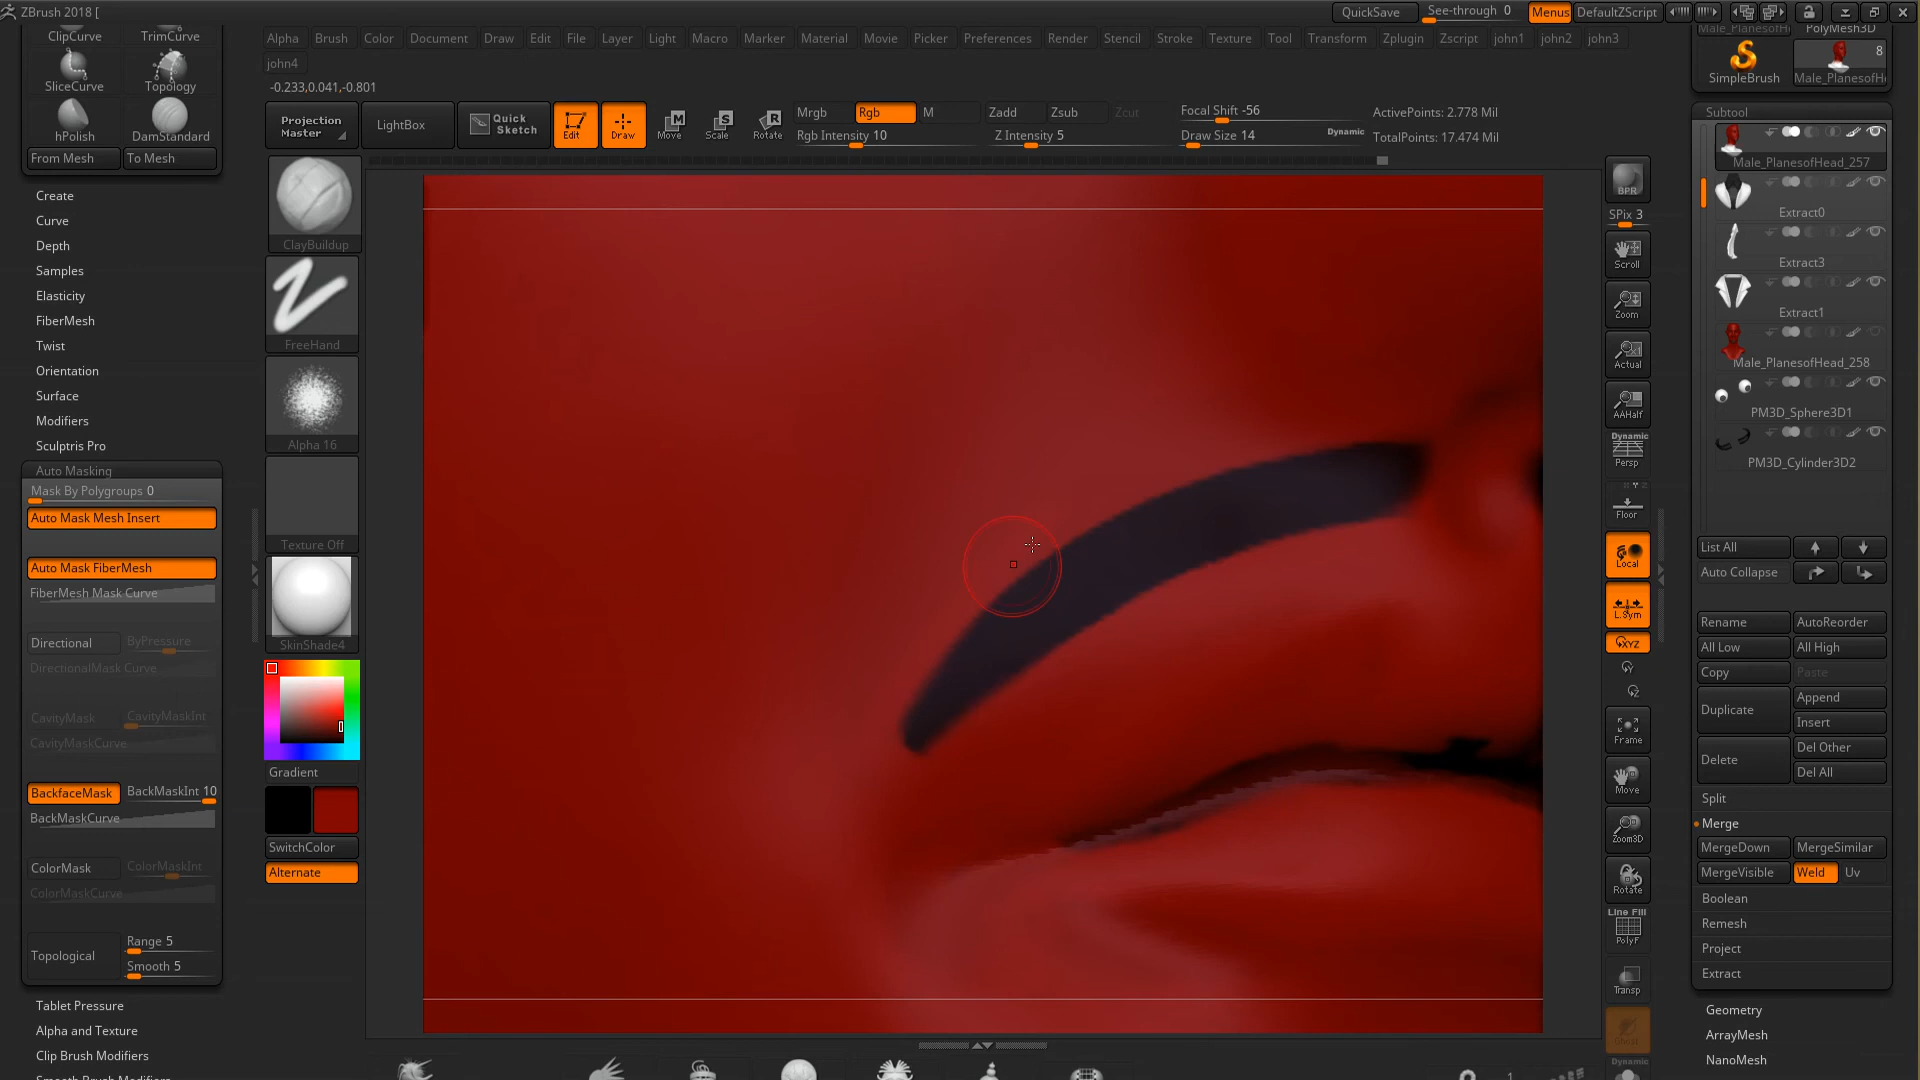 ZBrush 2018 [
QuickSave
See-through 0
Menus
DefaultZScript
ClipCurve
TrimCurve
SliceCurve
Topology
hPolish
DamStandard
From Mesh
To Mesh
Create
Curve
Depth
Samples
Elasticity
FiberMesh
Twist
Orientation
Surface
Modifiers
Sculptris Pro
Auto Masking
Mask By Polygroups 0
Auto Mask Mesh Insert
Auto Mask FiberMesh
FiberMesh Mask Curve
Directional
ByPressure
DirectionalMask Curve
CavityMask
CavityMaskInt
CavityMaskCurve
BackfaceMask
BackMaskInt 10
BackMaskCurve
ColorMask
ColorMaskInt
ColorMaskCurve
Topological
Range 5
Smooth 5
Tablet Pressure
Alpha and Texture
Clip Brush Modifiers
Smooth Brush Modifiers
Alpha
Brush
Color
Document
Draw
Edit
File
Layer
Light
Macro
Marker
Material
Movie
Picker
Preferences
Render
Stencil
Stroke
Texture
Tool
Transform
Zplugin
Zscript
john1
john2
john3
john4
-0.233,0.041,-0.801
Projection
Master
LightBox
Quick
Sketch
Edit
Draw
Move
Scale
Rotate
Mrgb
Rgb
M
Rgb Intensity 10
Zadd
Zsub
Zcut
Z Intensity 5
Focal Shift -56
Draw Size 14
Dynamic
ActivePoints: 2.778 Mil
TotalPoints: 17.474 Mil
ClayBuildup
FreeHand
Alpha 16
Texture Off
SkinShade4
Gradient
SwitchColor
Alternate
BPR
SPix 3
Scroll
Zoom
Actual
AAHalf
Dynamic
Persp
Floor
Local
L.Sym
XYZ
Frame
Move
Zoom3D
Rotate
Line Fill
PolyF
Transp
Dynamic
PolyMesh3D
SimpleBrush
8
Male_PlanesofH
Subtool
Male_PlanesofHead_257
Extract0
Extract3
Extract1
Male_PlanesofHead_258
PM3D_Sphere3D1
PM3D_Cylinder3D2
List All
Auto Collapse
Rename
AutoReorder
All Low
All High
Copy
Paste
Duplicate
Append
Insert
Delete
Del Other
Del All
Split
Merge
MergeDown
MergeSimilar
MergeVisible
Weld
Uv
Boolean
Remesh
Project
Extract
Geometry
ArrayMesh
NanoMesh